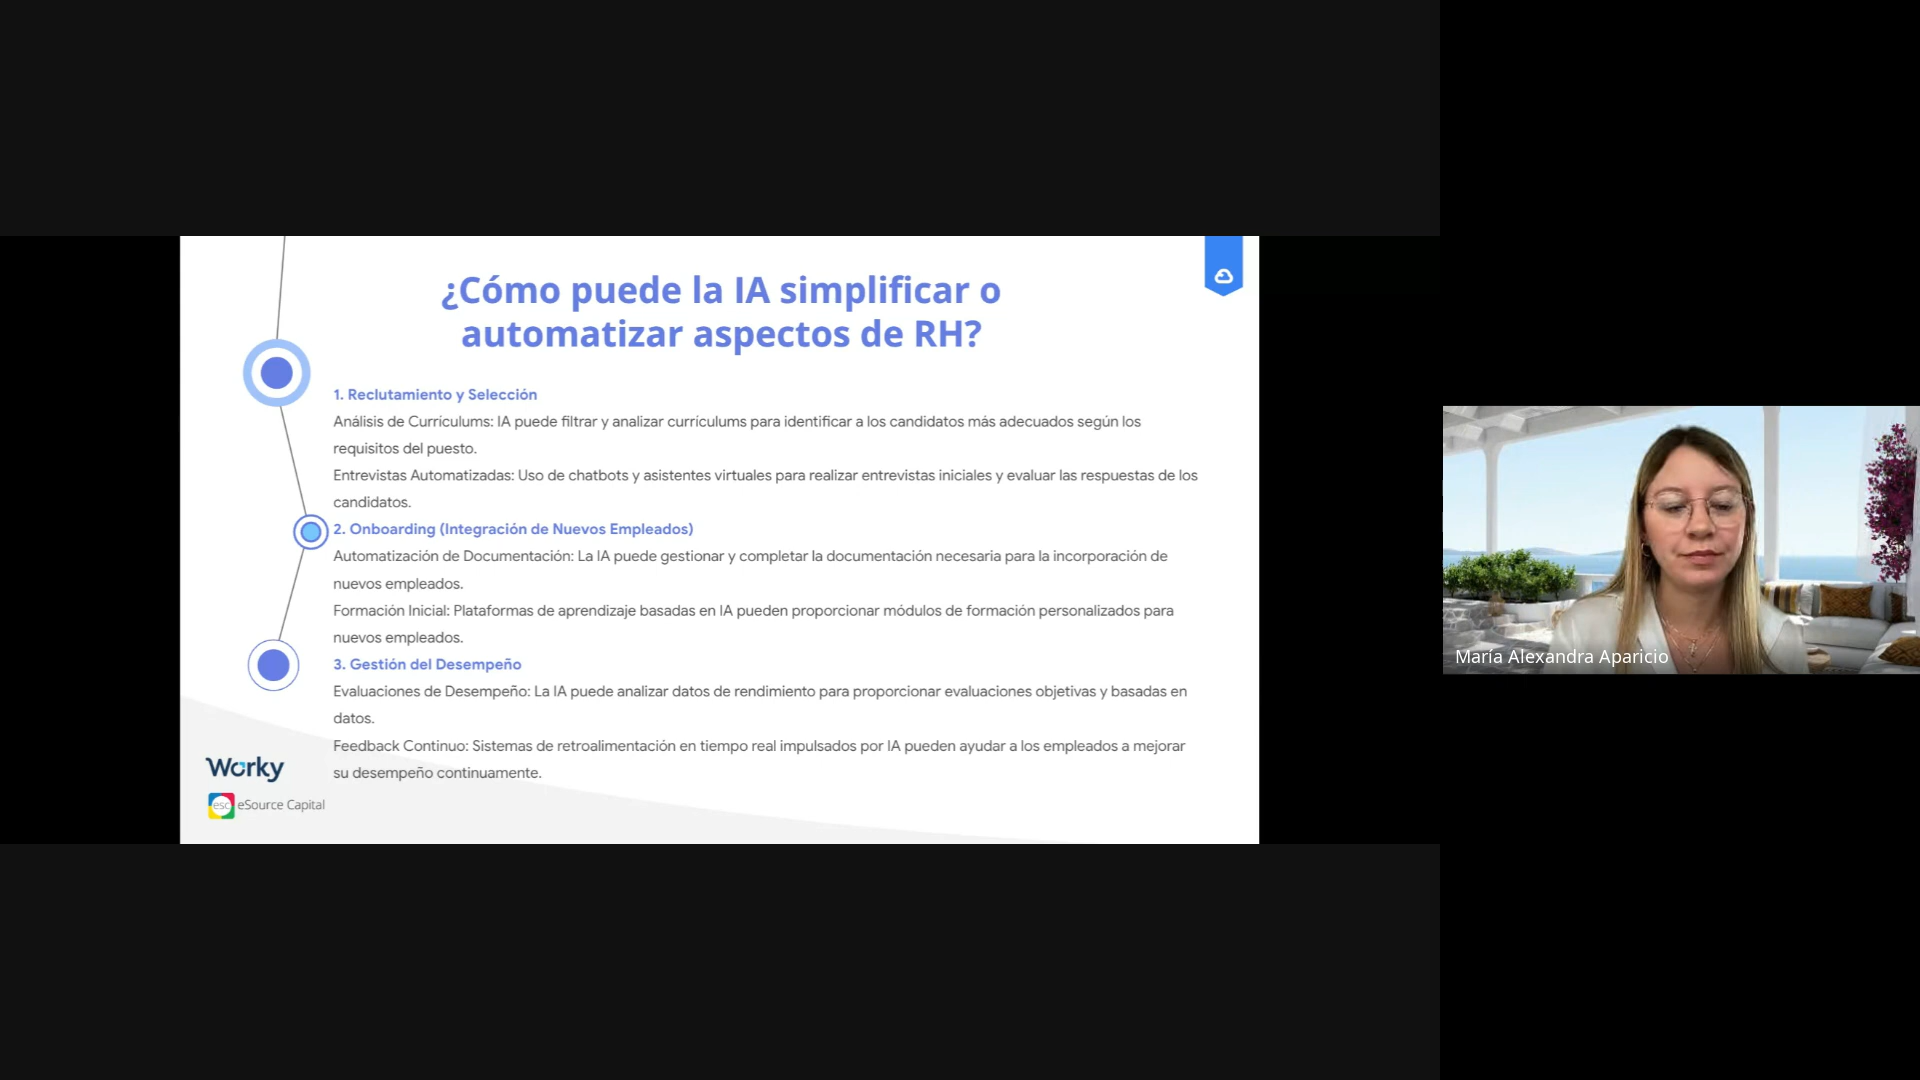 ¿Cómo puede la IA simplificar o
automatizar aspectos de RH?
1. Reclutamiento y Selección
Análisis de Currículums: IA puede filtrar y analizar currículums para identificar a los candidatos más adecuados según los
requisitos del puesto.
Entrevistas Automatizadas: Uso de chatbots y asistentes virtuales para realizar entrevistas iniciales y evaluar las respuestas de los
candidatos.
2. Onboarding (Integración de Nuevos Empleados)
Automatización de Documentación: La IA puede gestionar y completar la documentación necesaria para la incorporación de
nuevos empleados.
Formación Inicial: Plataformas de aprendizaje basadas en IA pueden proporcionar módulos de formación personalizados para
nuevos empleados.
3. Gestión del Desempeño
Evaluaciones de Desempeño: La IA puede analizar datos de rendimiento para proporcionar evaluaciones objetivas y basadas en
datos.
Feedback Continuo: Sistemas de retroalimentación en tiempo real impulsados por IA pueden ayudar a los empleados a mejorar
su desempeño continuamente.
Worky
esc eSource Capital
María Alexandra Aparicio